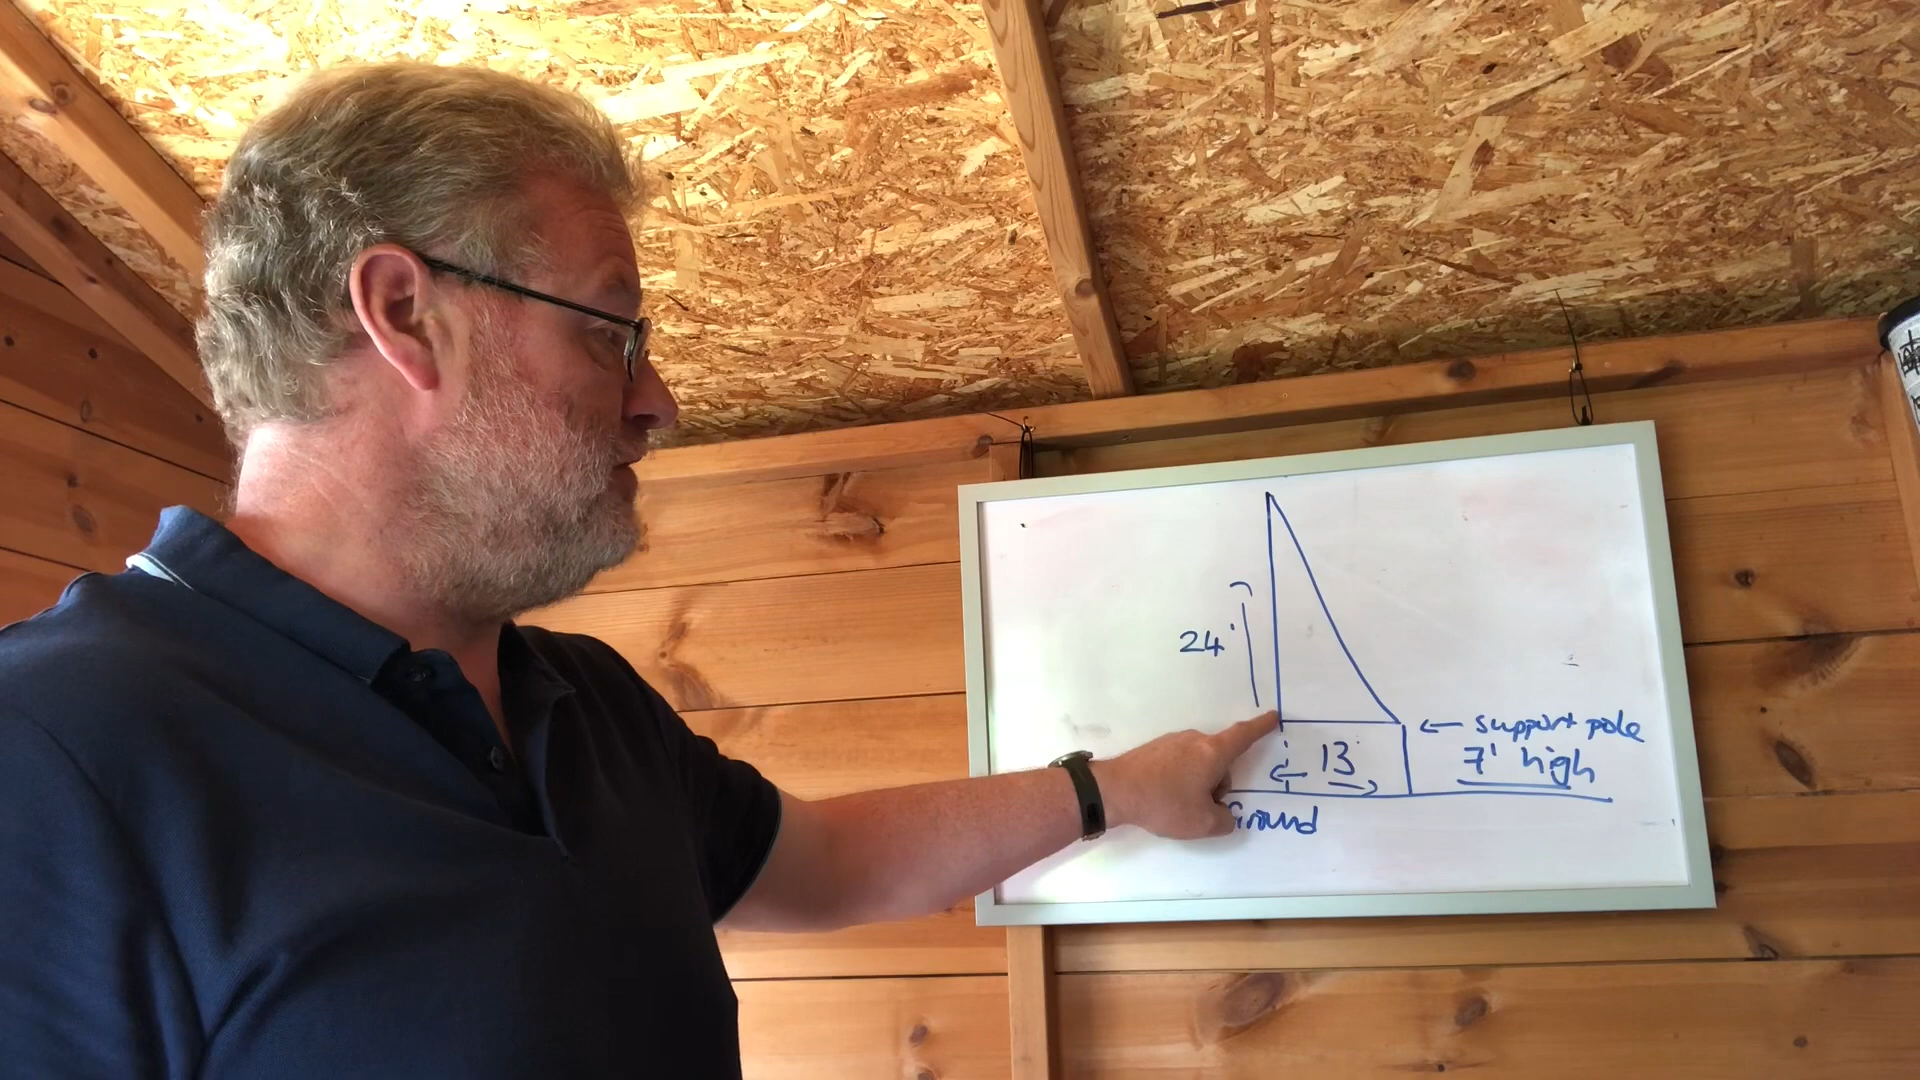 24'
← support pole
13'
7' high
Ground